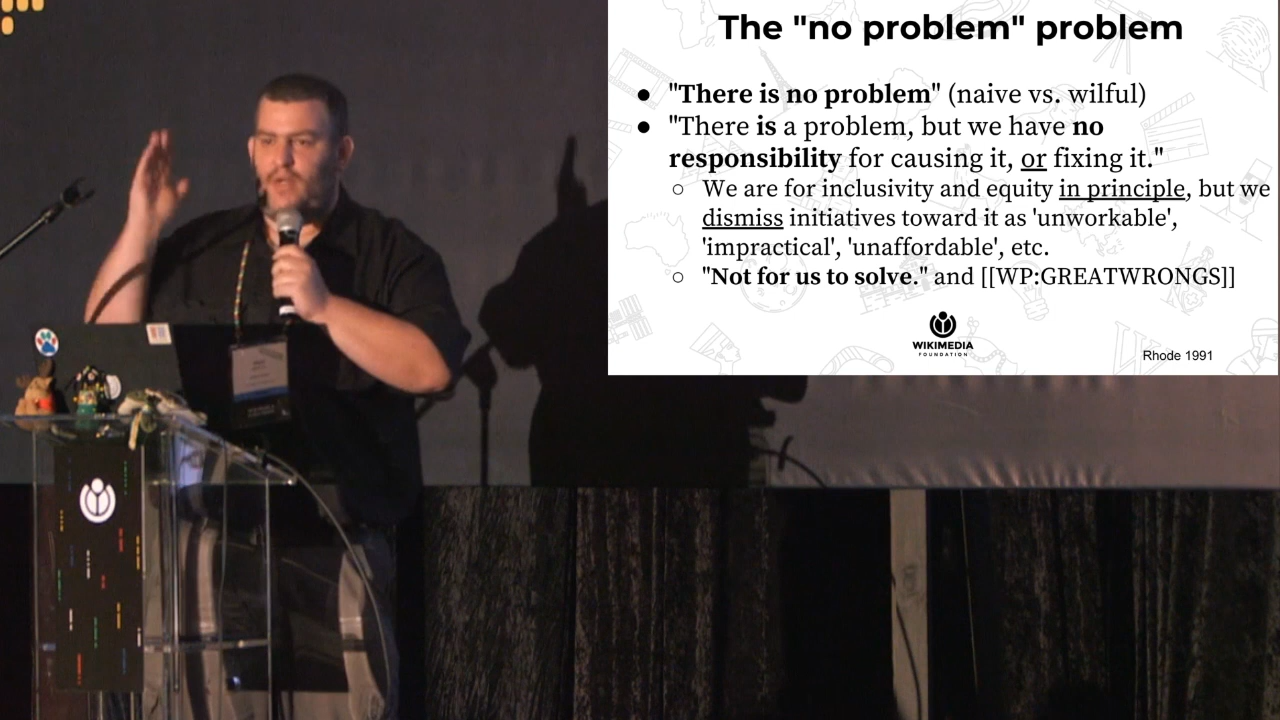 The "no problem" problem
● "There is no problem" (naive vs. wilful)
● "There is a problem, but we have no
responsibility for causing it, or fixing it."
○ We are for inclusivity and equity in principle, but we
dismiss initiatives toward it as 'unworkable',
'impractical', 'unaffordable', etc.
○ "Not for us to solve." and [[WP:GREATWRONGS]]
WIKIMEDIA
FOUNDATION
Rhode 1991